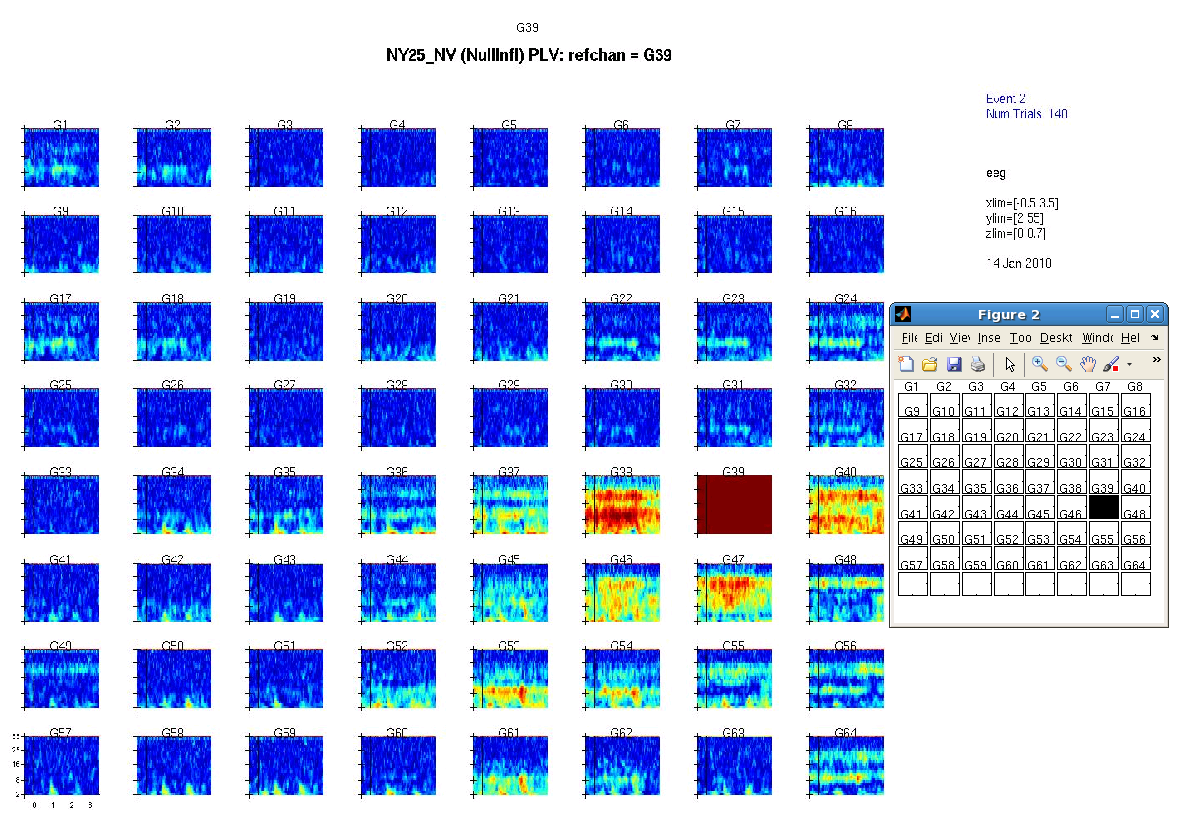 G39
NY25_NV (NullInfl) PLV: refchan = G39
Event 2
Num Trials 140
eeg
xlim=[-0.5 3.5]
ylim=[2 55]
zlim=[0 0.7]
14 Jan 2010
G1 G2 G3 G4 G5 G6 G7 G8
G9 G10 G11 G12 G13 G14 G15 G16
G17 G18 G19 G20 G21 G22 G23 G24
G25 G26 G27 G28 G29 G30 G31 G32
G33 G34 G35 G36 G37 G38 G39 G40
G41 G42 G43 G44 G45 G46 G47 G48
G49 G50 G51 G52 G53 G54 G55 G56
G57 G58 G59 G60 G61 G62 G63 G64
0 1 2 3
Figure 2
File Edi Viev Inse Too Deskt Windc Hel
G1 G2 G3 G4 G5 G6 G7 G8
G9 G10 G11 G12 G13 G14 G15 G16
G17 G18 G19 G20 G21 G22 G23 G24
G25 G26 G27 G28 G29 G30 G31 G32
G33 G34 G35 G36 G37 G38 G39 G40
G41 G42 G43 G44 G45 G46 G48
G49 G50 G51 G52 G53 G54 G55 G56
G57 G58 G59 G60 G61 G62 G63 G64